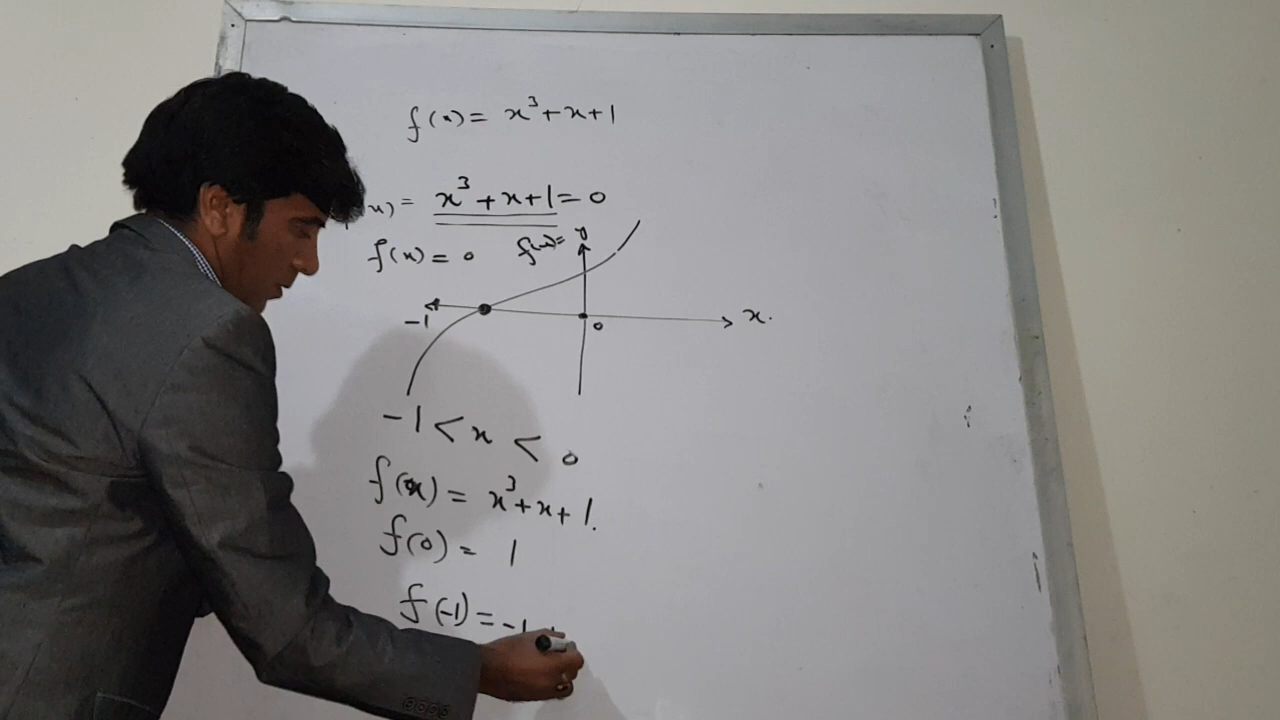 f(x) = x³+x+1
x) = x³+x+1=0
f(x) = 0
f(x)= y
-1
0
x.
-1 < x < 0
f(x) = x³+x+1.
f(0) = 1
f(-1) = -1